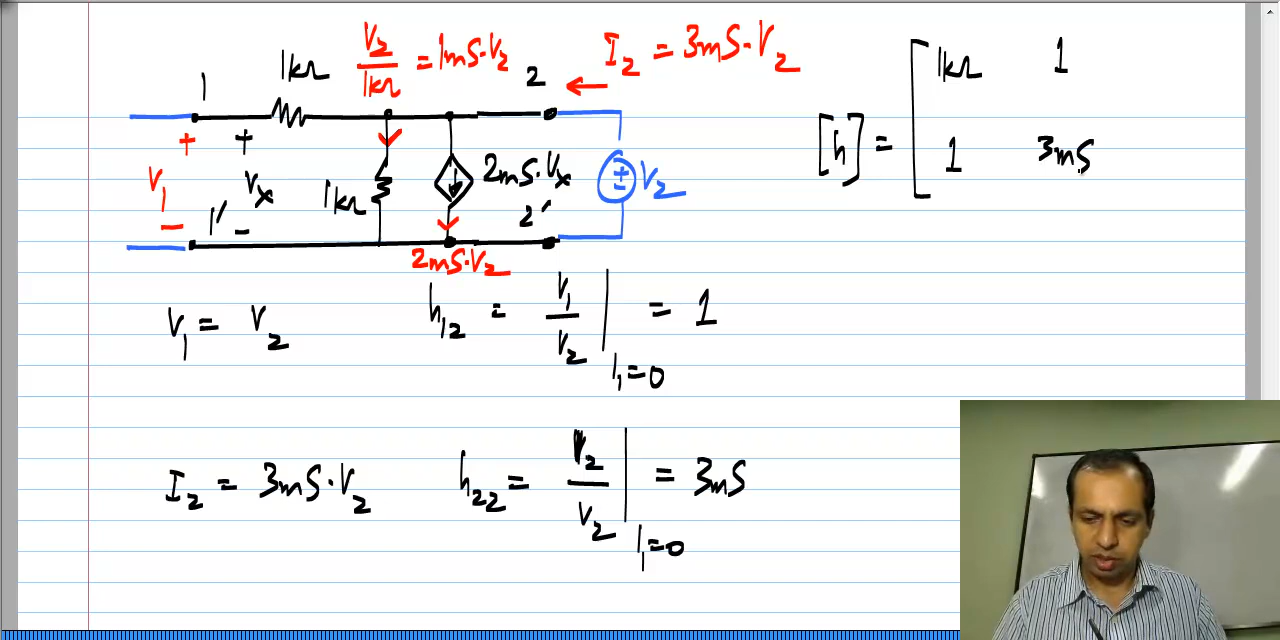 1kΩ V2/1kΩ = 1mS·V2 I2 = 3mS·V2
1 2
+ + 
V1 Vx 1kΩ 2mS·Vx + − V2
− 1′ − 2′
2mS·V2
[h] = [ 1kΩ 1
1 3mS
V1 = V2 h12 = V1/V2 | I1=0 = 1
I2 = 3mS·V2 h22 = I2/V2 | I1=0 = 3mS